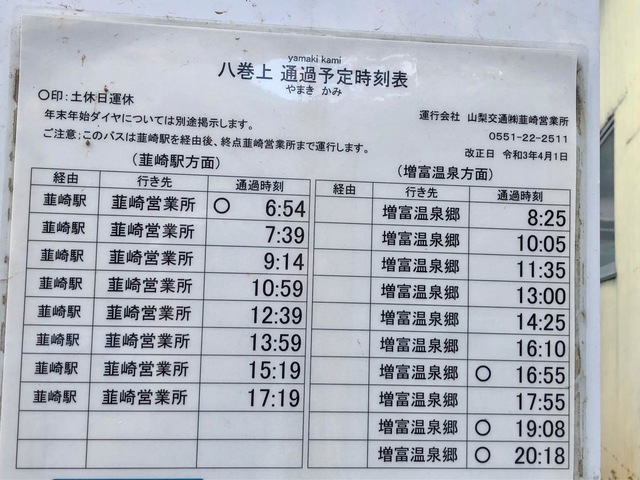 yamaki kami
八巻上 通過予定時刻表
やまき かみ
〇印：土休日運休
年末年始ダイヤについては別途掲示します。
ご注意；このバスは韮崎駅を経由後、終点韮崎営業所まで運行します。
運行会社 山梨交通㈱韮崎営業所
0551-22-2511
改正日 令和3年4月1日
（韮崎駅方面）
経由 行き先 通過時刻
韮崎駅 韮崎営業所 〇 6:54
韮崎駅 韮崎営業所 7:39
韮崎駅 韮崎営業所 9:14
韮崎駅 韮崎営業所 10:59
韮崎駅 韮崎営業所 12:39
韮崎駅 韮崎営業所 13:59
韮崎駅 韮崎営業所 15:19
韮崎駅 韮崎営業所 17:19
（増富温泉方面）
経由 行き先 通過時刻
増富温泉郷 8:25
増富温泉郷 10:05
増富温泉郷 11:35
増富温泉郷 13:00
増富温泉郷 14:25
増富温泉郷 16:10
増富温泉郷 〇 16:55
増富温泉郷 17:55
増富温泉郷 〇 19:08
増富温泉郷 〇 20:18